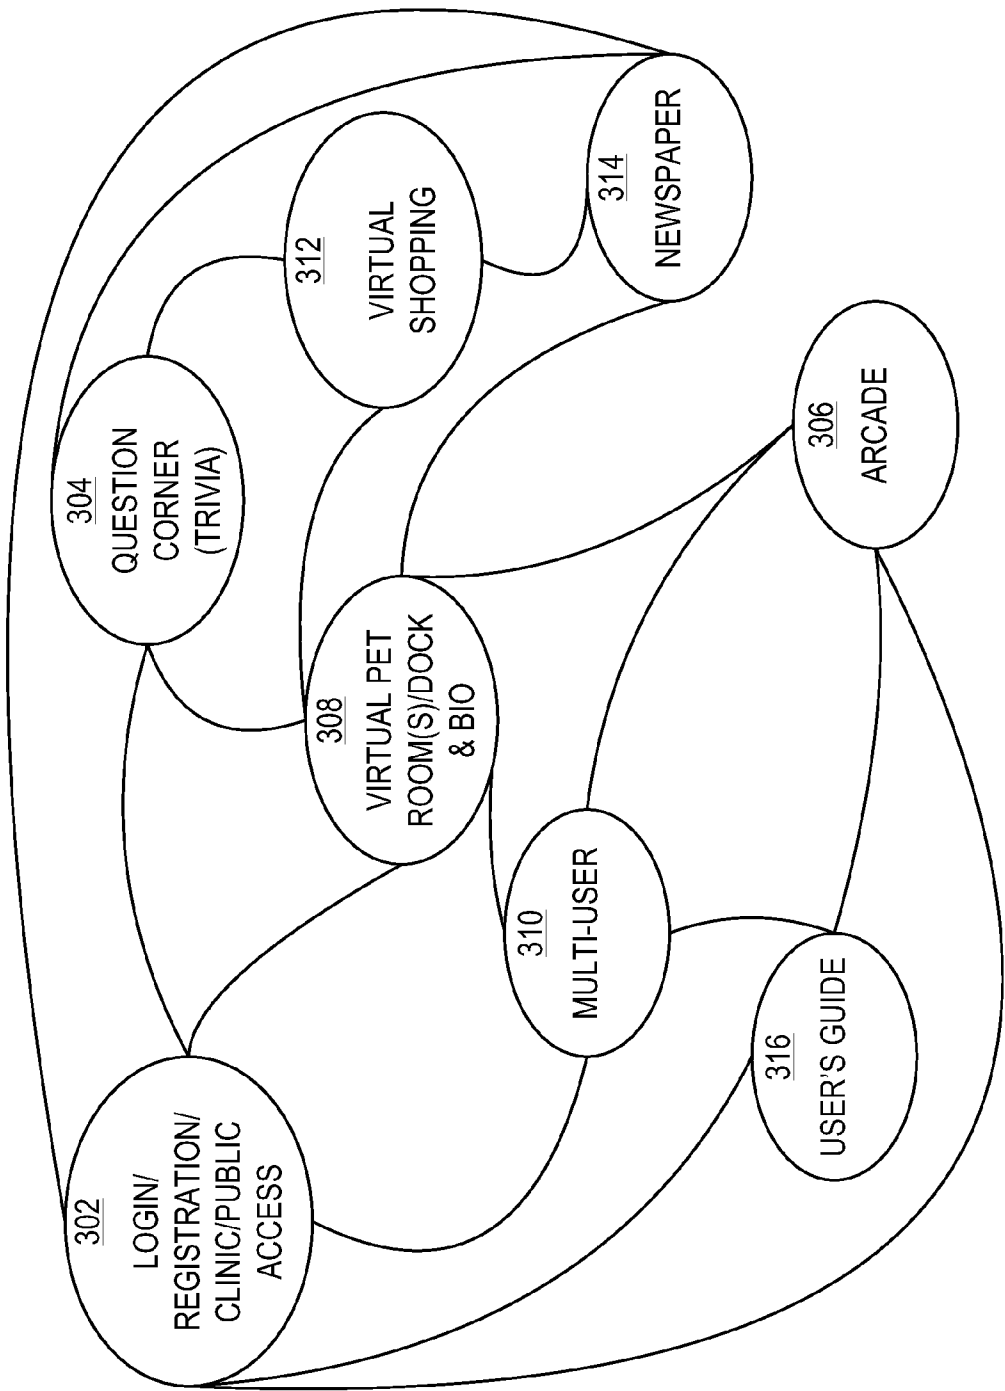 302
LOGIN/
REGISTRATION/
CLINIC/PUBLIC
ACCESS
304
QUESTION
CORNER
(TRIVIA)
312
VIRTUAL
SHOPPING
308
VIRTUAL PET
ROOM(S)/DOCK
& BIO
314
NEWSPAPER
310
MULTI-USER
306
ARCADE
316
USER'S GUIDE